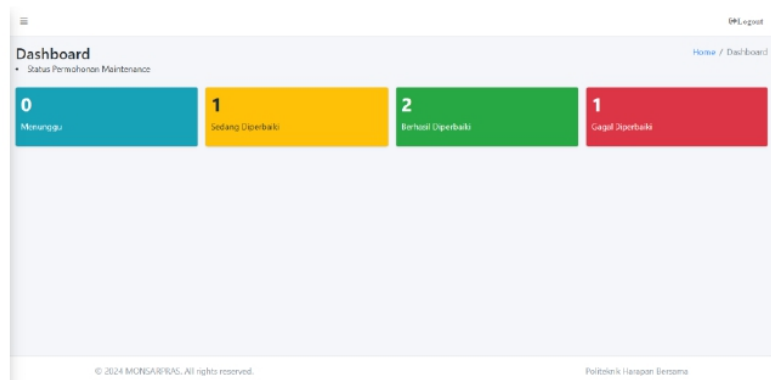 Logout
Dashboard
Home / Dashboard
• Status Permohonan Maintenance
0
Menunggu
1
Sedang Diperbaiki
2
Berhasil Diperbaiki
1
Gagal Diperbaiki
© 2024 MONSARPRAS. All rights reserved.
Politeknik Harapan Bersama